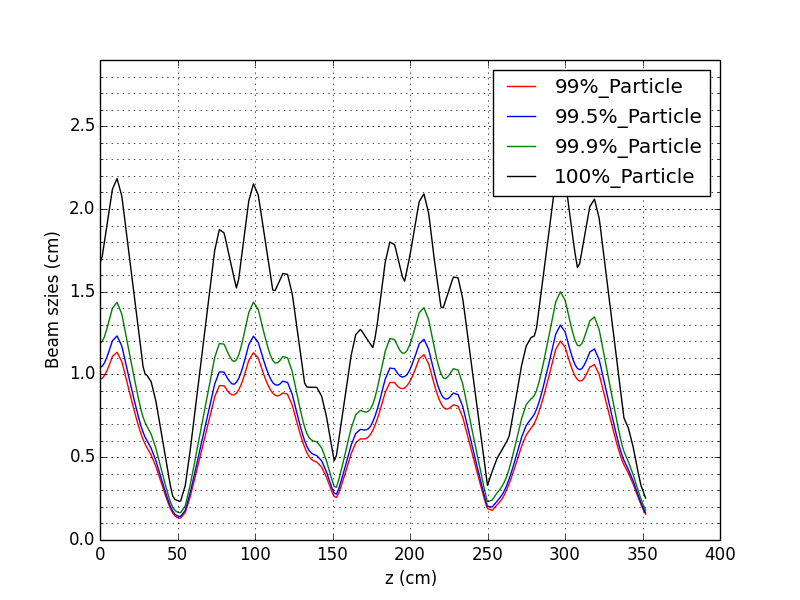 99%_Particle
99.5%_Particle
99.9%_Particle
100%_Particle
Beam szies (cm)
2.5
2.0
1.5
1.0
0.5
0.0
0 50 100 150 200 250 300 350 400
z (cm)